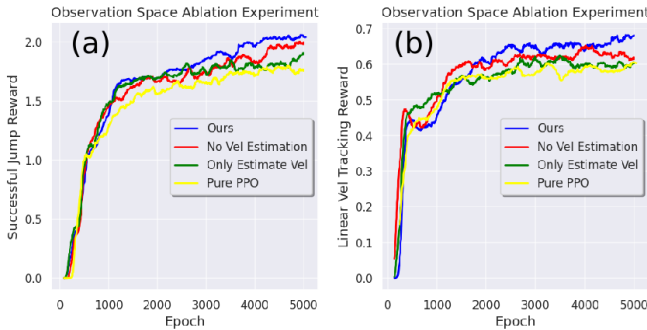 Observation Space Ablation Experiment
(a)
Successful Jump Reward
2.0
1.5
1.0
0.5
0.0
Ours
No Vel Estimation
Only Estimate Vel
Pure PPO
0 1000 2000 3000 4000 5000
Epoch
Observation Space Ablation Experiment
(b)
Linear Vel Tracking Reward
0.7
0.6
0.5
0.4
0.3
0.2
0.1
0.0
Ours
No Vel Estimation
Only Estimate Vel
Pure PPO
0 1000 2000 3000 4000 5000
Epoch